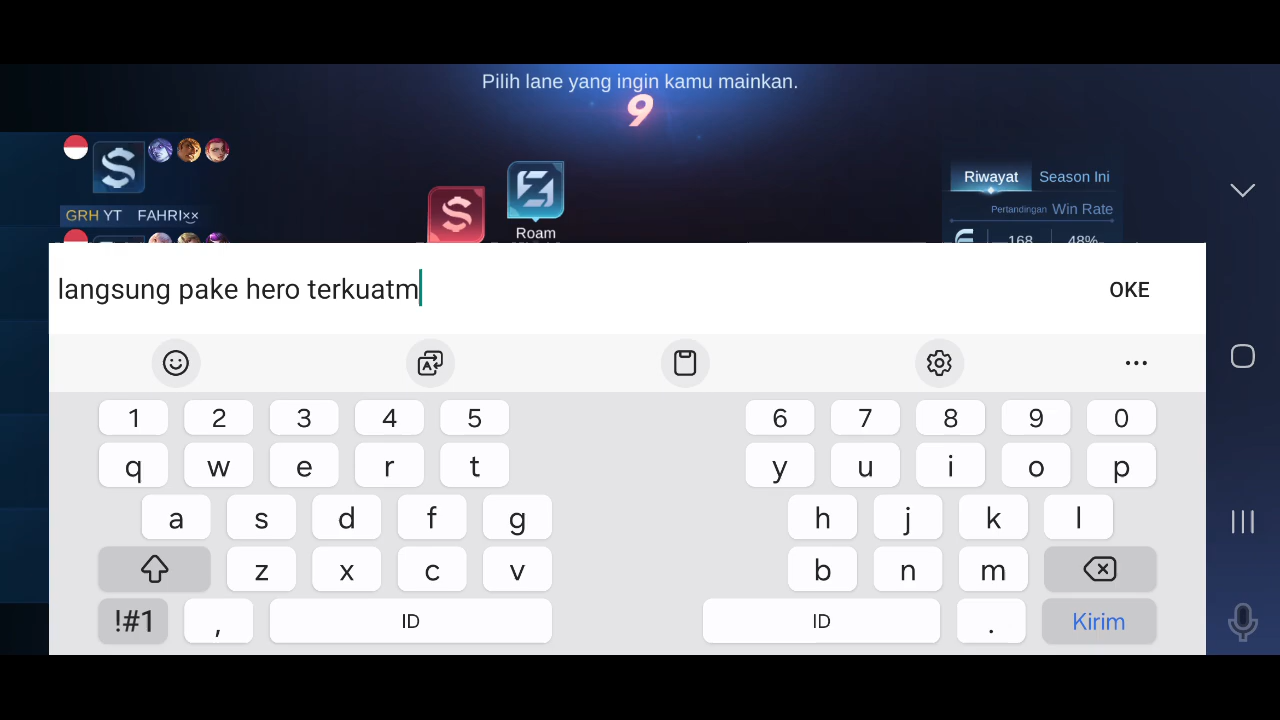 Pilih lane yang ingin kamu mainkan.
9
GRH YT FAHRI××
Roam
Riwayat Season Ini
Pertandingan Win Rate
168 48%
langsung pake hero terkuatm
OKE
1 2 3 4 5 6 7 8 9 0
q w e r t y u i o p
a s d f g h j k l
z x c v b n m
!#1 , ID ID . Kirim